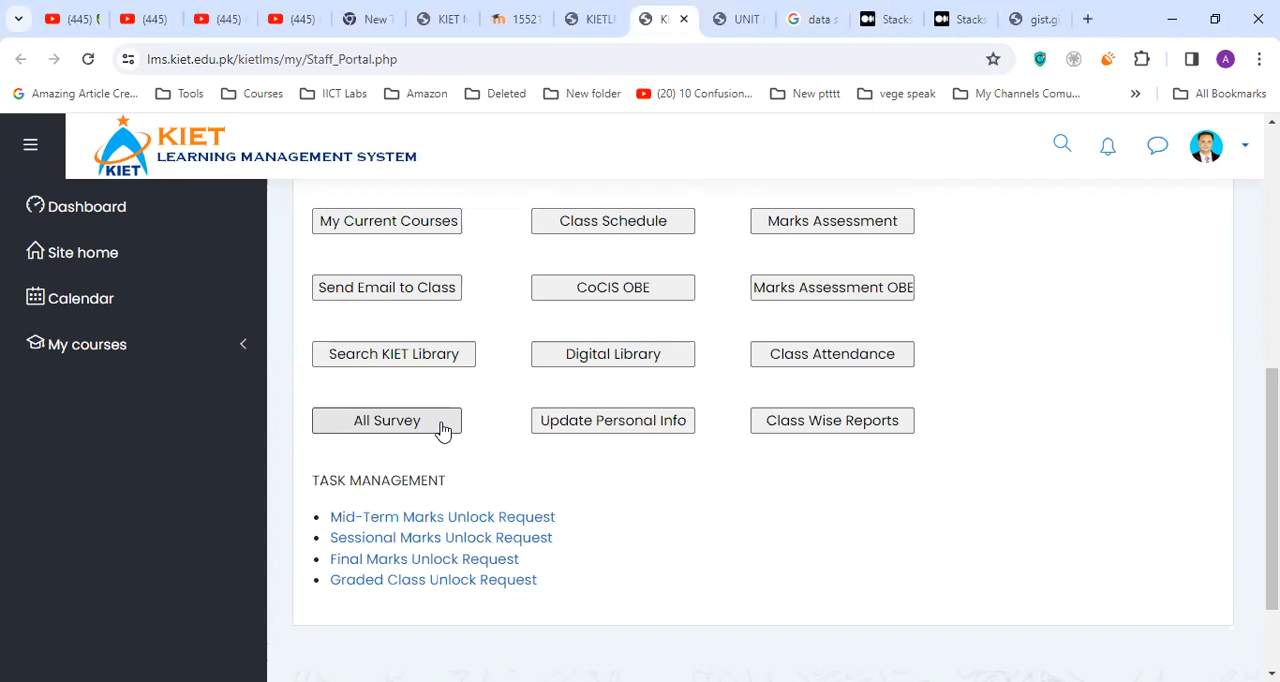 (445)
(445)
(445)
(445)
New T
KIET M
15521
KIETL
UNIT
data s
Stacks
Stacks
gist.gi
lms.kiet.edu.pk/kietlms/my/Staff_Portal.php
A
Amazing Article Cre...
Tools
Courses
IICT Labs
Amazon
Deleted
New folder
(20) 10 Confusion...
New ptttt
vege speak
My Channels Comu...
All Bookmarks
KIET
KIET
LEARNING MANAGEMENT SYSTEM
Dashboard
Site home
Calendar
My courses
My Current Courses
Class Schedule
Marks Assessment
Send Email to Class
CoCIS OBE
Marks Assessment OBE
Search KIET Library
Digital Library
Class Attendance
All Survey
Update Personal Info
Class Wise Reports
TASK MANAGEMENT
Mid-Term Marks Unlock Request
Sessional Marks Unlock Request
Final Marks Unlock Request
Graded Class Unlock Request